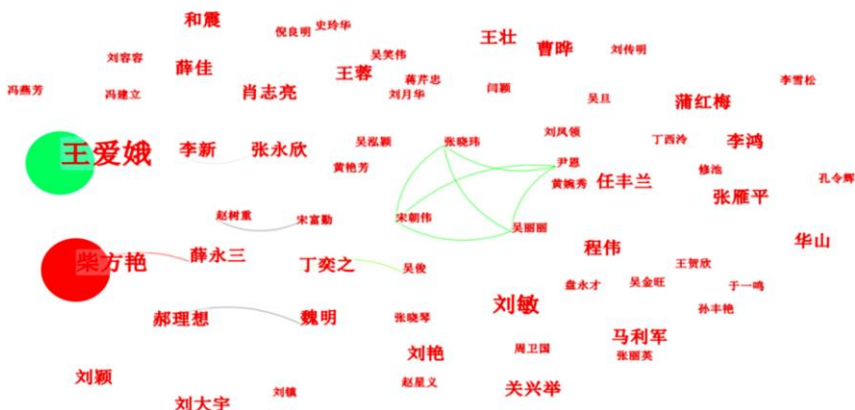 和震
倪良明
史玲华
王壮
曹晔
刘传明
刘容容
薛佳
吴笑伟
王蓉
蒋芹忠
刘月华
闫颖
李雪松
冯燕芳
冯建立
肖志亮
吴旦
蒲红梅
王爱娥
李新
张永欣
吴泓颖
张晓玮
刘凤领
丁西泠
李鸿
黄艳芳
尹恩
黄婉秀
任丰兰
修池
孔令辉
张雁平
赵树重
宋富勤
宋朝伟
吴丽丽
程伟
华山
柴方艳
薛永三
丁奕之
吴俊
王贺欣
盘永才
吴金旺
于一鸣
郝理想
魏明
张晓琴
刘敏
孙丰艳
马利军
刘艳
周卫国
张丽英
刘颖
赵星义
关兴举
刘大宇
刘镇